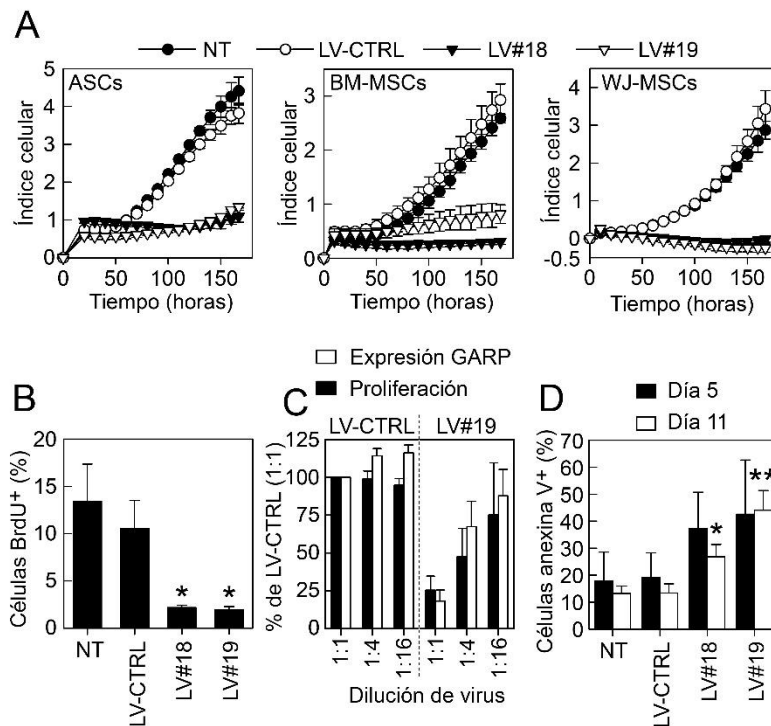 A
NT LV-CTRL LV#18 LV#19
ASCs
Índice celular
5
4
3
2
1
0
0 50 100 150
Tiempo (horas)
BM-MSCs
Índice celular
3
2
1
0
0 50 100 150
Tiempo (horas)
WJ-MSCs
Índice celular
4
3
2
1
0
-0.5
0 50 100 150
Tiempo (horas)
B
Células BrdU+ (%)
20
15
10
5
0
* *
NT LV-CTRL LV#18 LV#19
Expresión GARP
Proliferación
C
LV-CTRL LV#19
% de LV-CTRL (1:1)
125
100
75
50
25
0
1:1 1:4 1:16 1:1 1:4 1:16
Dilución de virus
Día 5
Día 11
D
Células anexina V+ (%)
70
60
50
40
30
20
10
0
* **
NT LV-CTRL LV#18 LV#19